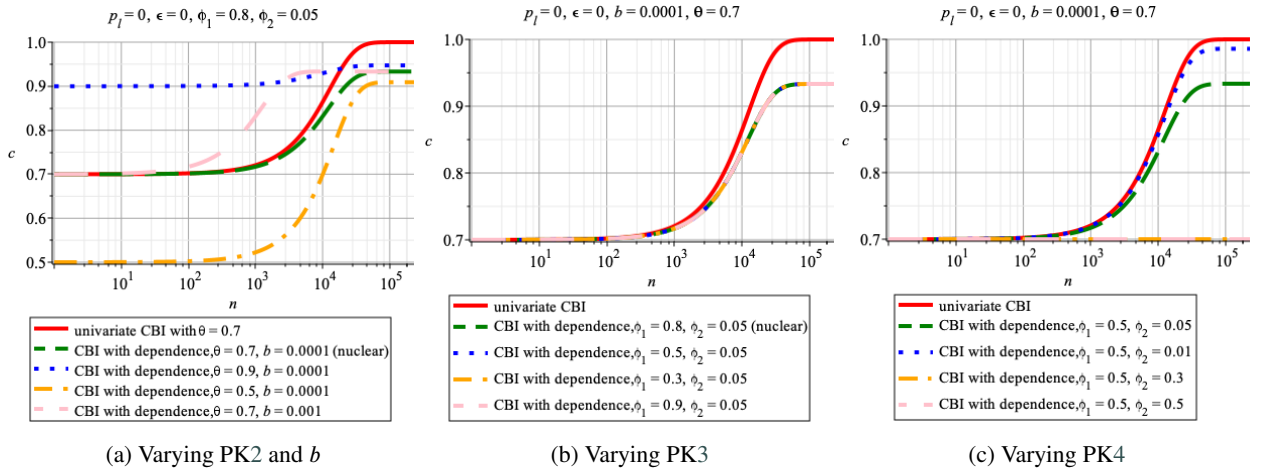 p_l = 0, ϵ = 0, ϕ_1 = 0.8, ϕ_2 = 0.05
1.0
0.9
0.8
c
0.7
0.6
0.5
10^1
10^2
10^3
10^4
10^5
n
univariate CBI with θ = 0.7
CBI with dependence,θ = 0.7, b = 0.0001 (nuclear)
CBI with dependence,θ = 0.9, b = 0.0001
CBI with dependence,θ = 0.5, b = 0.0001
CBI with dependence,θ = 0.7, b = 0.001
(a) Varying PK2 and b
p_l = 0, ϵ = 0, b = 0.0001, θ = 0.7
1.0
0.9
c
0.8
0.7
10^1
10^2
10^3
10^4
10^5
n
univariate CBI
CBI with dependence,ϕ_1 = 0.8, ϕ_2 = 0.05 (nuclear)
CBI with dependence,ϕ_1 = 0.5, ϕ_2 = 0.05
CBI with dependence,ϕ_1 = 0.3, ϕ_2 = 0.05
CBI with dependence,ϕ_1 = 0.9, ϕ_2 = 0.05
(b) Varying PK3
p_l = 0, ϵ = 0, b = 0.0001, θ = 0.7
1.0
0.9
c
0.8
0.7
10^1
10^2
10^3
10^4
10^5
n
univariate CBI
CBI with dependence,ϕ_1 = 0.5, ϕ_2 = 0.05
CBI with dependence,ϕ_1 = 0.5, ϕ_2 = 0.01
CBI with dependence,ϕ_1 = 0.5, ϕ_2 = 0.3
CBI with dependence,ϕ_1 = 0.5, ϕ_2 = 0.5
(c) Varying PK4